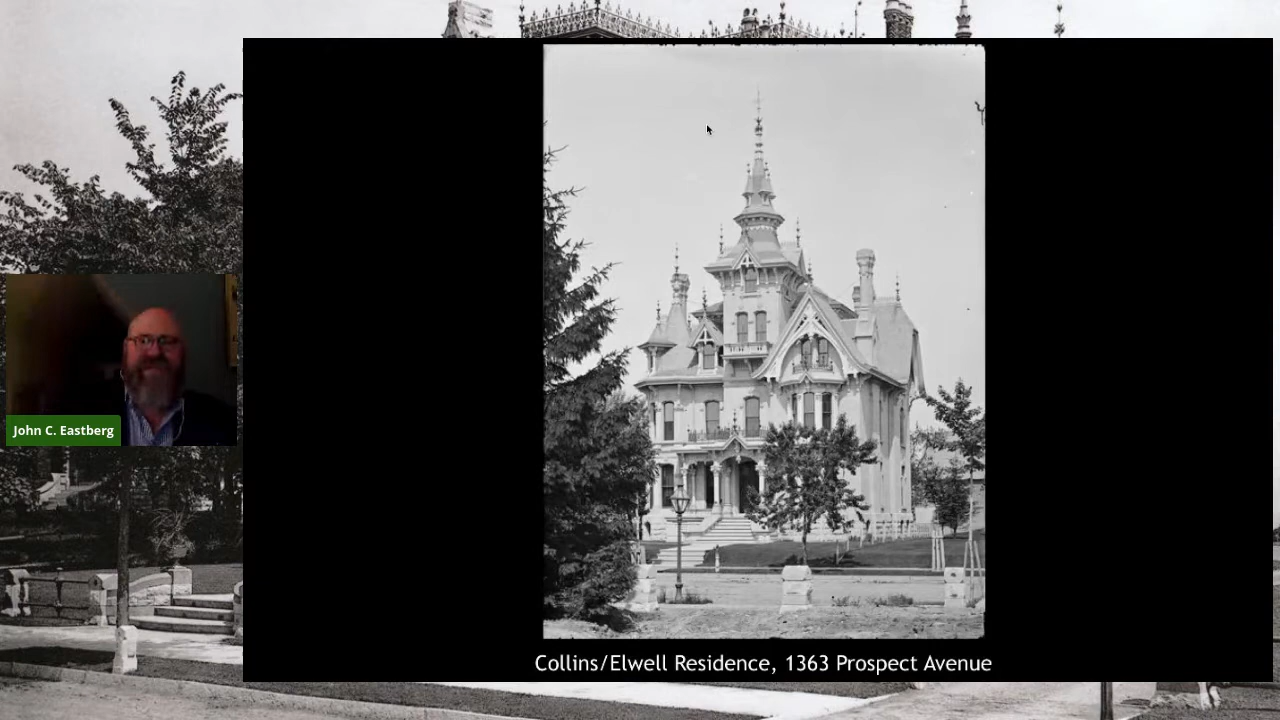 John C. Eastberg
Collins/Elwell Residence, 1363 Prospect Avenue